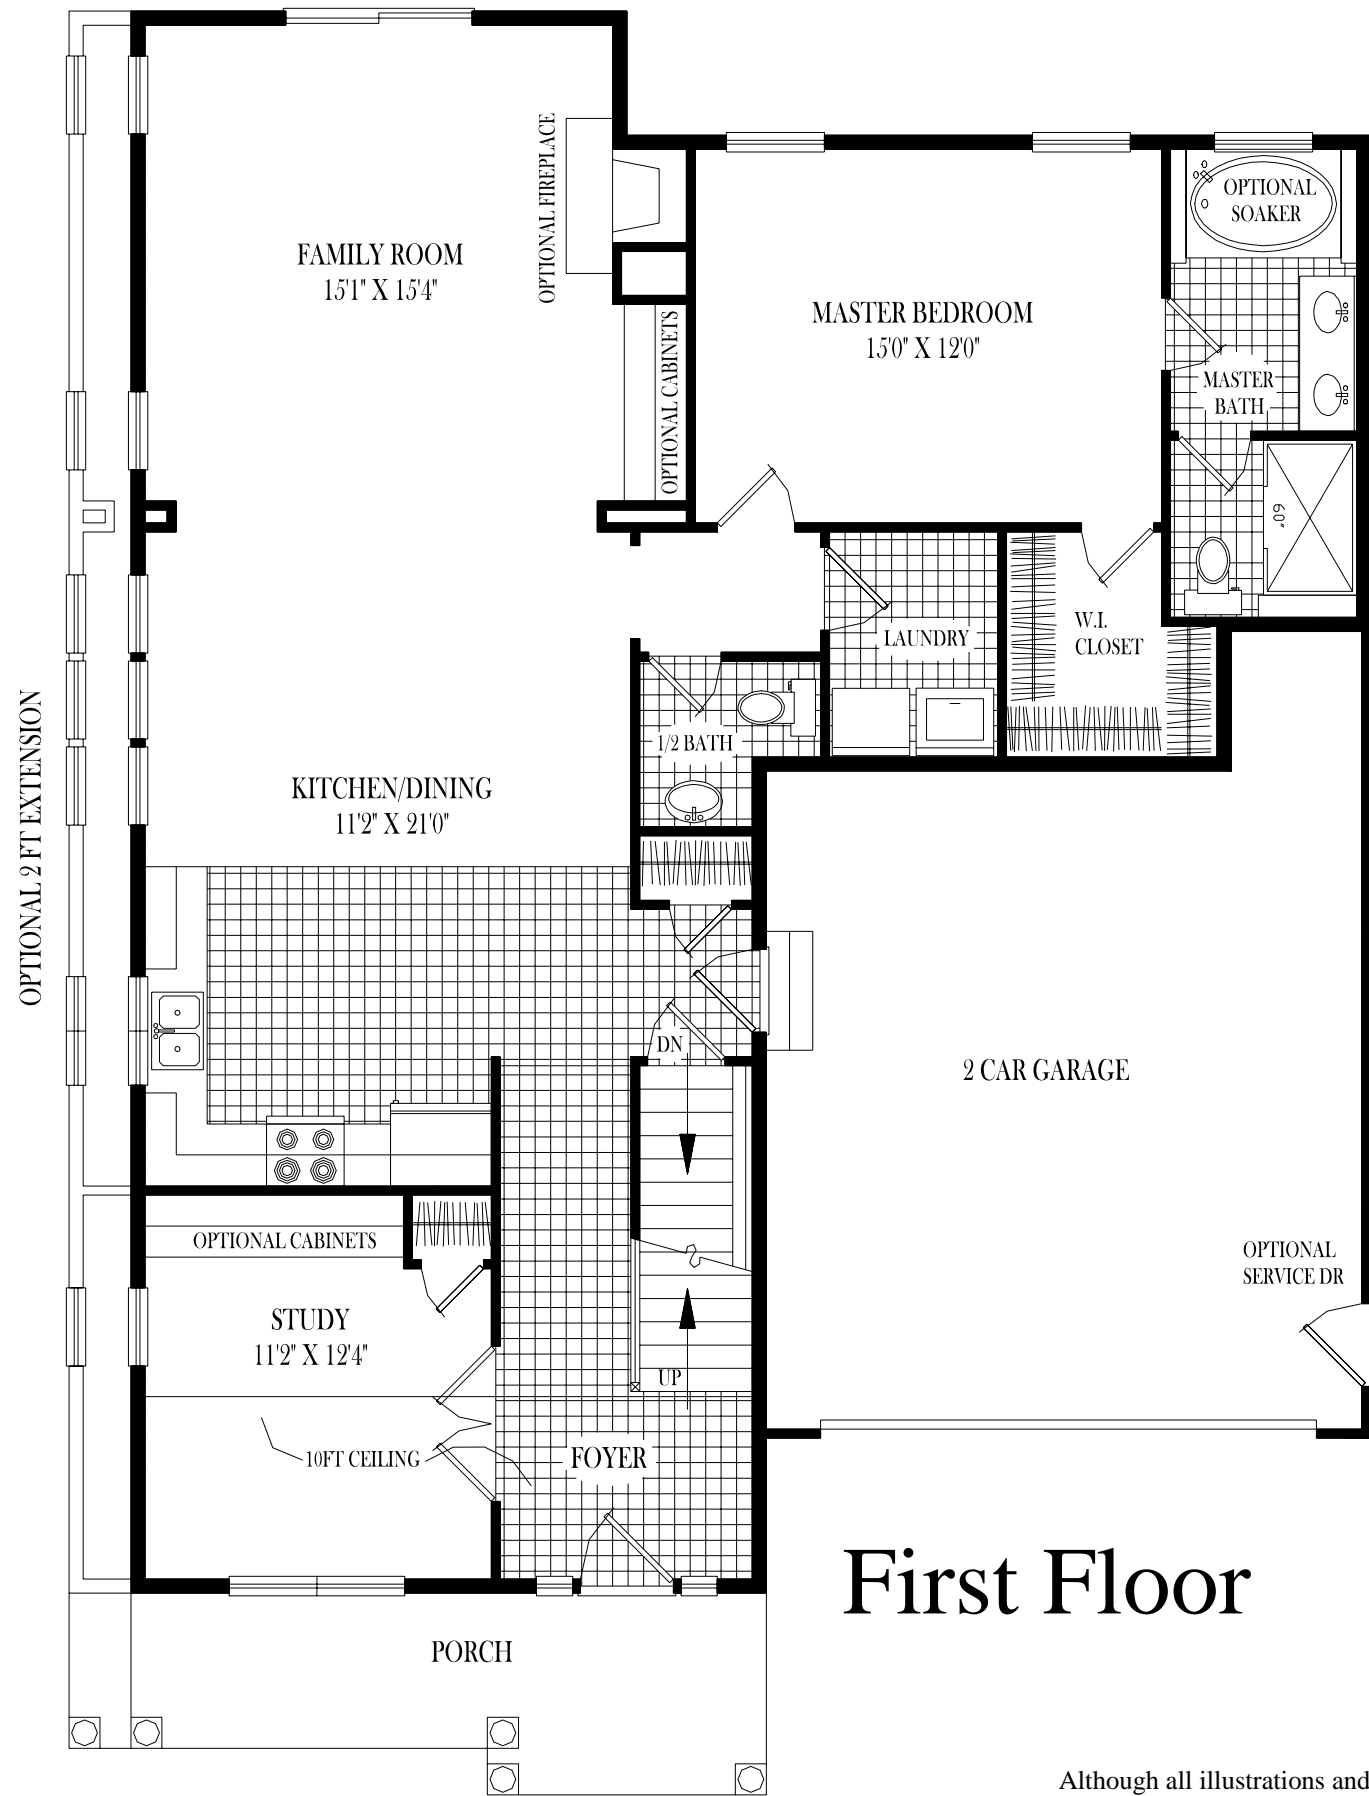 OPTIONAL FIREPLACE
OPTIONAL
SOAKER
FAMILY ROOM
15'1" X 15'4"
MASTER BEDROOM
15'0" X 12'0"
OPTIONAL CABINETS
MASTER
BATH
60"
W.I.
CLOSET
LAUNDRY
1/2 BATH
OPTIONAL 2 FT EXTENSION
KITCHEN/DINING
11'2" X 21'0"
DN
2 CAR GARAGE
OPTIONAL CABINETS
OPTIONAL
SERVICE DR
STUDY
11'2" X 12'4"
UP
10FT CEILING
FOYER
First Floor
PORCH
Although all illustrations and